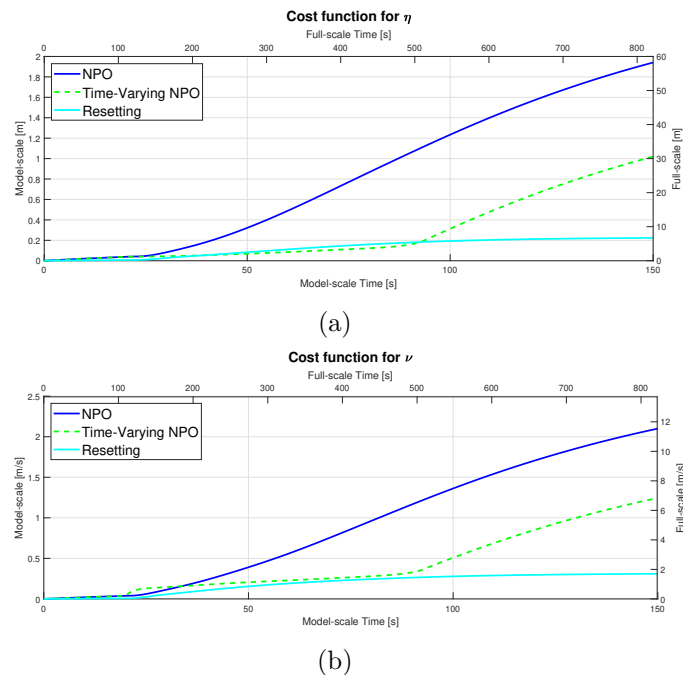 Cost function for η
Full-scale Time [s]
0 100 200 300 400 500 600 700 800
2
1.8
1.6
1.4
1.2
1
0.8
0.6
0.4
0.2
0
Model-scale [m]
NPO
Time-Varying NPO
Resetting
60
50
40
30
20
10
0
Full-scale [m]
0 50 100 150
Model-scale Time [s]
(a)
Cost function for ν
Full-scale Time [s]
0 100 200 300 400 500 600 700 800
2.5
2
1.5
1
0.5
0
Model-scale [m/s]
NPO
Time-Varying NPO
Resetting
12
10
8
6
4
2
0
Full-scale [m/s]
0 50 100 150
Model-scale Time [s]
(b)